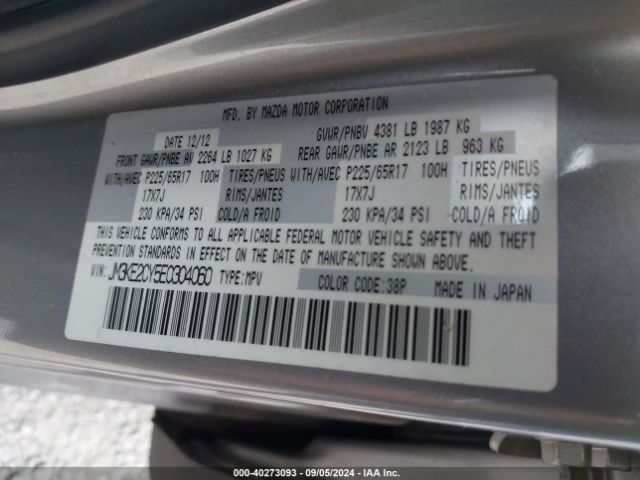 MFD. BY MAZDA MOTOR CORPORATION
DATE 12/12 GVWR/PNBV 4381 LB 1987 KG
FRONT GAWR/PNBE AV 2264 LB 1027 KG REAR GAWR/PNBE AR 2123 LB 963 KG
WITH/AVEC P225/65R17 100H TIRES/PNEUS WITH/AVEC P225/65R17 100H TIRES/PNEUS
17X7J RIMS/JANTES 17X7J RIMS/JANTES
230 KPA/34 PSI COLD/A FROID 230 KPA/34 PSI COLD/A FROID
THIS VEHICLE CONFORMS TO ALL APPLICABLE FEDERAL MOTOR VEHICLE SAFETY AND THEFT
PREVENTION STANDARDS IN EFFECT ON THE DATE OF MANUFACTURE SHOWN ABOVE.
VIN: JM3KE2CY5E0304060 TYPE: MPV COLOR CODE: 38P MADE IN JAPAN
000-40273093 - 09/05/2024 - IAA Inc.